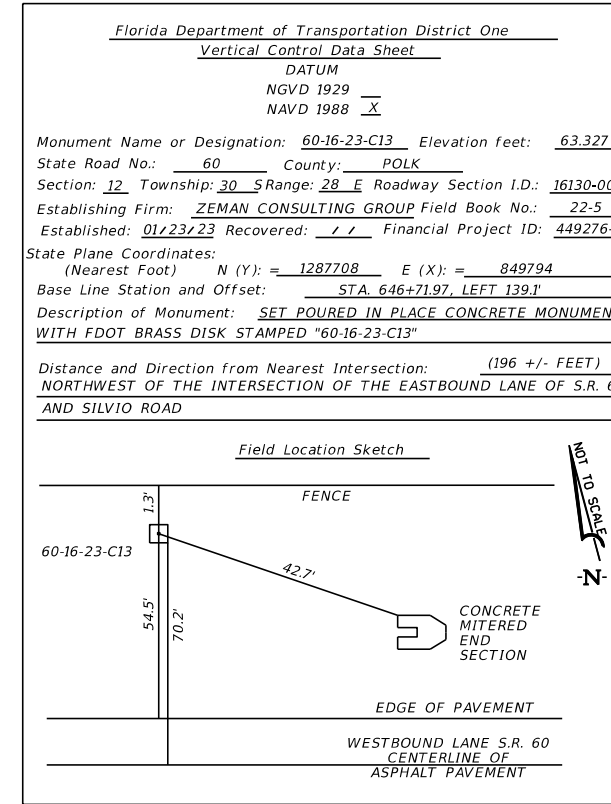 Florida Department of Transportation District One
Vertical Control Data Sheet
DATUM
NGVD 1929
NAVD 1988 X
Monument Name or Designation: 60-16-23-C13 Elevation feet: 63.327
State Road No.: 60 County: POLK
Section: 12 Township: 30 S Range: 28 E Roadway Section I.D.: 16130-00
Establishing Firm: ZEMAN CONSULTING GROUP Field Book No.: 22-5
Established: 01/23/23 Recovered: / / Financial Project ID: 449276-
State Plane Coordinates:
(Nearest Foot) N (Y): = 1287708 E (X): = 849794
Base Line Station and Offset: STA. 646+71.97, LEFT 139.1'
Description of Monument: SET POURED IN PLACE CONCRETE MONUMEN
WITH FDOT BRASS DISK STAMPED "60-16-23-C13"
Distance and Direction from Nearest Intersection: (196 +/- FEET)
NORTHWEST OF THE INTERSECTION OF THE EASTBOUND LANE OF S.R. 6
AND SILVIO ROAD
Field Location Sketch
NOT TO SCALE
-N-
FENCE
1.3'
60-16-23-C13
42.7'
54.5'
70.2'
CONCRETE
MITERED
END
SECTION
EDGE OF PAVEMENT
WESTBOUND LANE S.R. 60
CENTERLINE OF
ASPHALT PAVEMENT